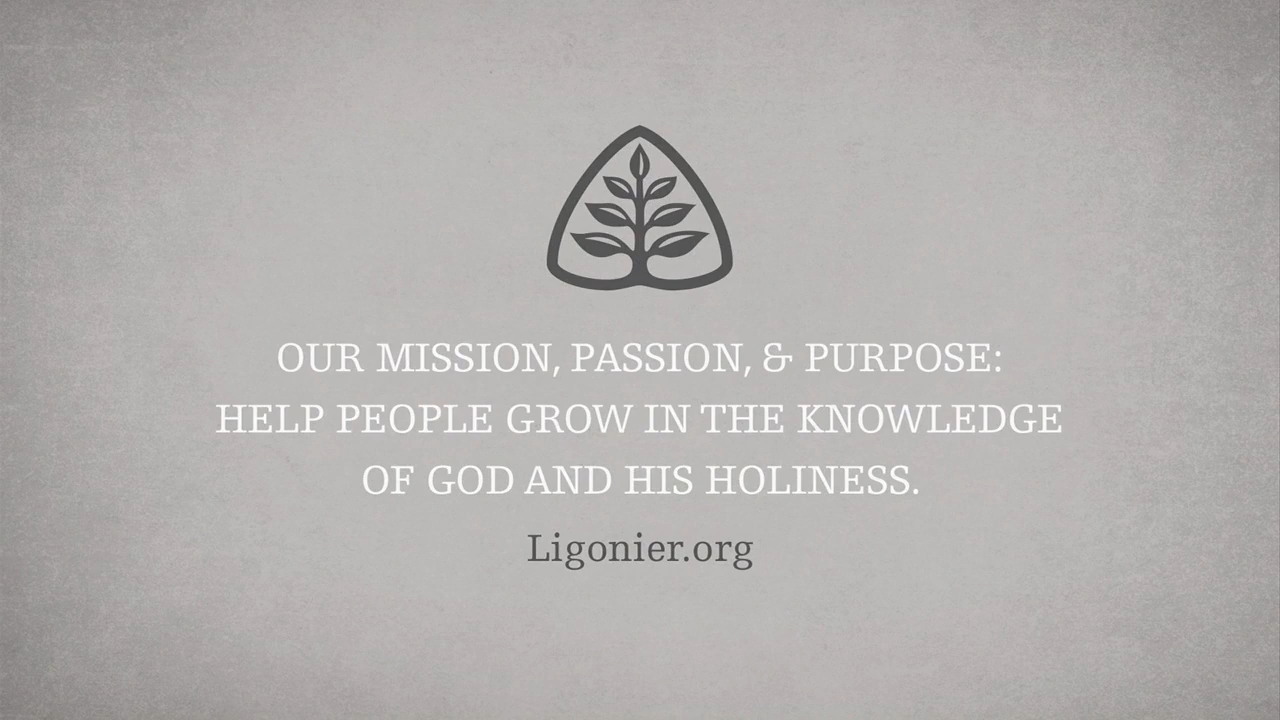 OUR MISSION, PASSION, & PURPOSE:
HELP PEOPLE GROW IN THE KNOWLEDGE
OF GOD AND HIS HOLINESS.
Ligonier.org